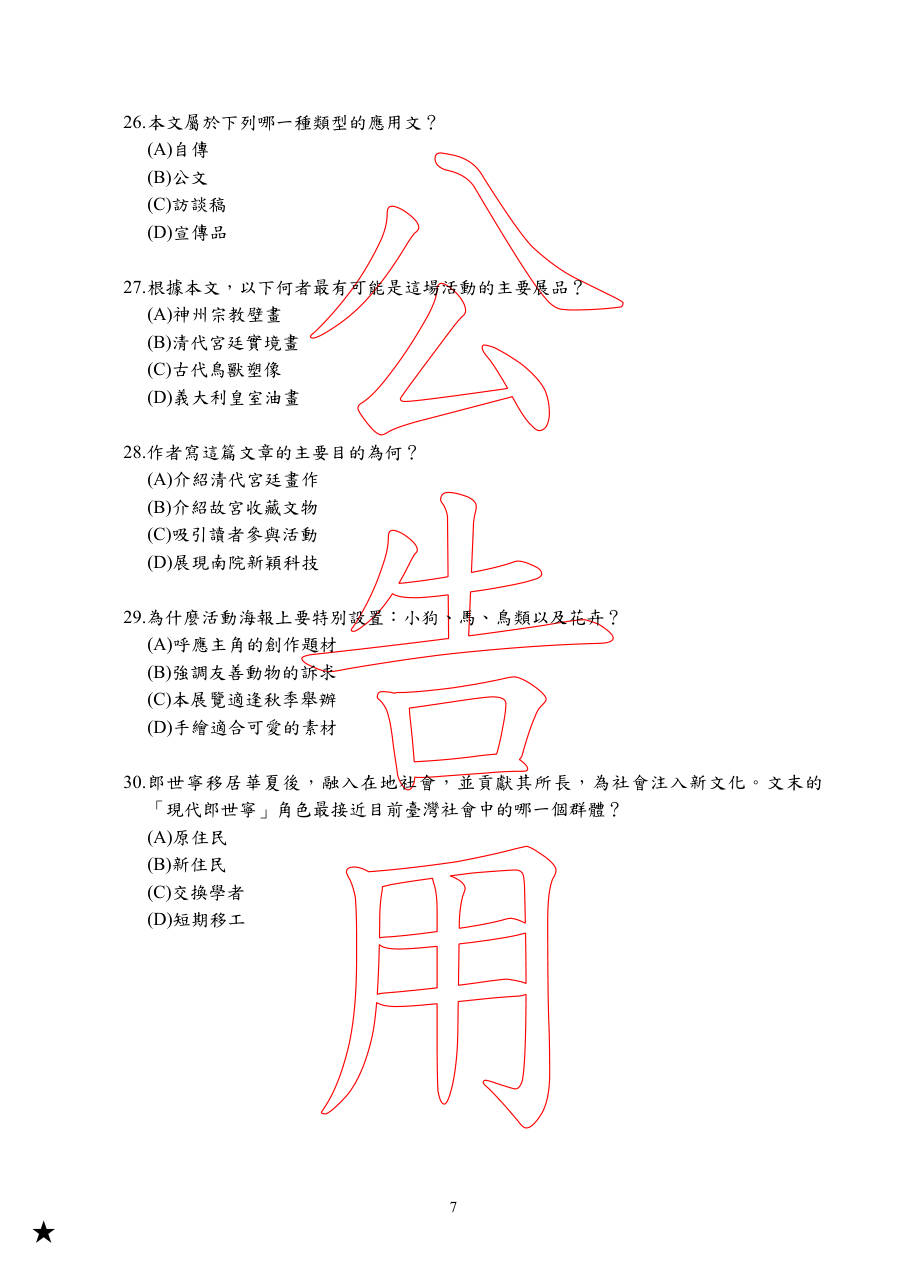 26.本文屬於下列哪一種類型的應用文？
(A)自傳
(B)公文
(C)訪談稿
(D)宣傳品
27.根據本文，以下何者最有可能是這場活動的主要展品？
(A)神州宗教壁畫
(B)清代宮廷實境畫
(C)古代鳥獸塑像
(D)義大利皇室油畫
28.作者寫這篇文章的主要目的為何？
(A)介紹清代宮廷畫作
(B)介紹故宮收藏文物
(C)吸引讀者參與活動
(D)展現南院新穎科技
29.為什麼活動海報上要特別設置：小狗、馬、鳥類以及花卉？
(A)呼應主角的創作題材
(B)強調友善動物的訴求
(C)本展覽適逢秋季舉辦
(D)手繪適合可愛的素材
30.郎世寧移居華夏後，融入在地社會，並貢獻其所長，為社會注入新文化。文末的
「現代郎世寧」角色最接近目前臺灣社會中的哪一個群體？
(A)原住民
(B)新住民
(C)交換學者
(D)短期移工
公告用
7
★